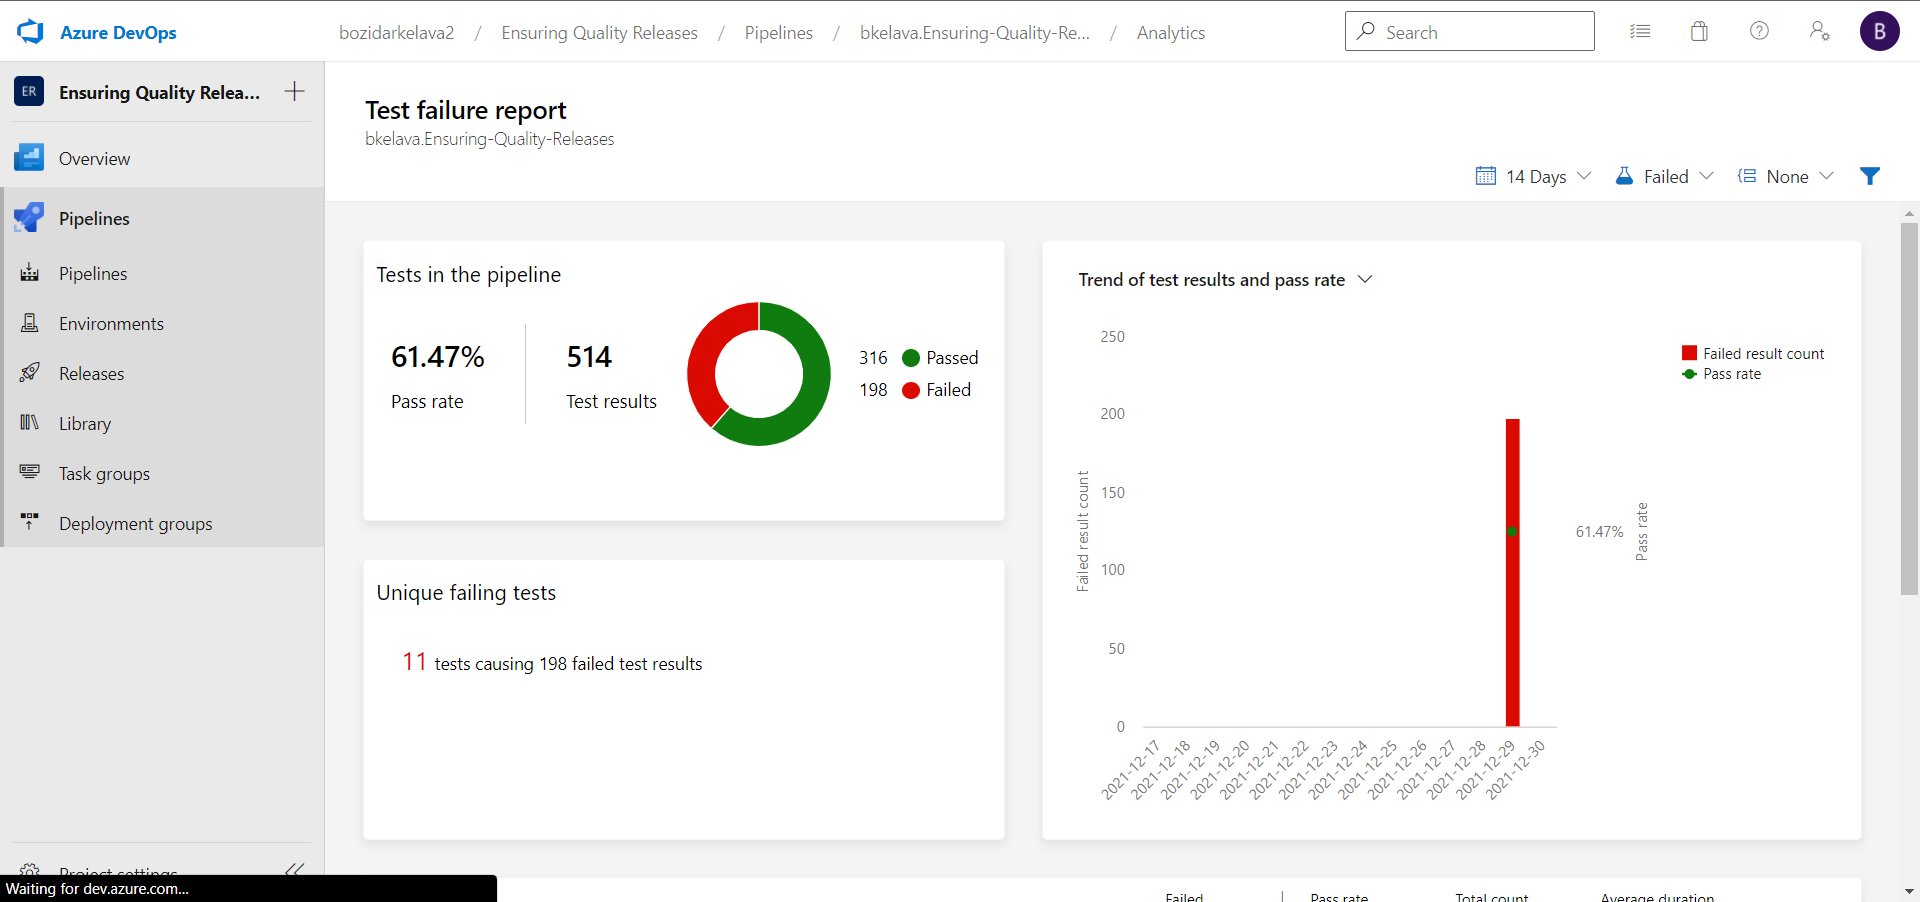 Azure DevOps
bozidarkelava2 / Ensuring Quality Releases / Pipelines / bkelava.Ensuring-Quality-Re... / Analytics
Search
B
ER Ensuring Quality Relea...
Overview
Pipelines
Pipelines
Environments
Releases
Library
Task groups
Deployment groups
Project settings
Waiting for dev.azure.com...
Test failure report
bkelava.Ensuring-Quality-Releases
14 Days Failed None
Tests in the pipeline
61.47%
Pass rate
514
Test results
316 Passed
198 Failed
Unique failing tests
11 tests causing 198 failed test results
Trend of test results and pass rate
Failed result count
Pass rate
250
200
150
100
50
0
Failed result count
61.47%
Pass rate
2021-12-17
2021-12-18
2021-12-19
2021-12-20
2021-12-21
2021-12-22
2021-12-23
2021-12-24
2021-12-25
2021-12-26
2021-12-27
2021-12-28
2021-12-29
2021-12-30
Failed Pass rate Total count Average duration